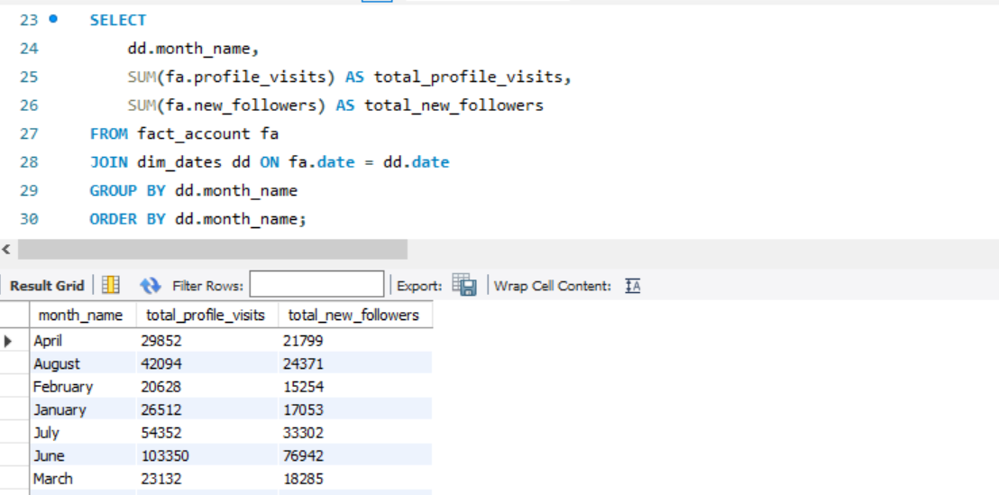 23 SELECT
24 dd.month_name,
25 SUM(fa.profile_visits) AS total_profile_visits,
26 SUM(fa.new_followers) AS total_new_followers
27 FROM fact_account fa
28 JOIN dim_dates dd ON fa.date = dd.date
29 GROUP BY dd.month_name
30 ORDER BY dd.month_name;
Result Grid Filter Rows: Export: Wrap Cell Content: IA
month_name total_profile_visits total_new_followers
April 29852 21799
August 42094 24371
February 20628 15254
January 26512 17053
July 54352 33302
June 103350 76942
March 23132 18285